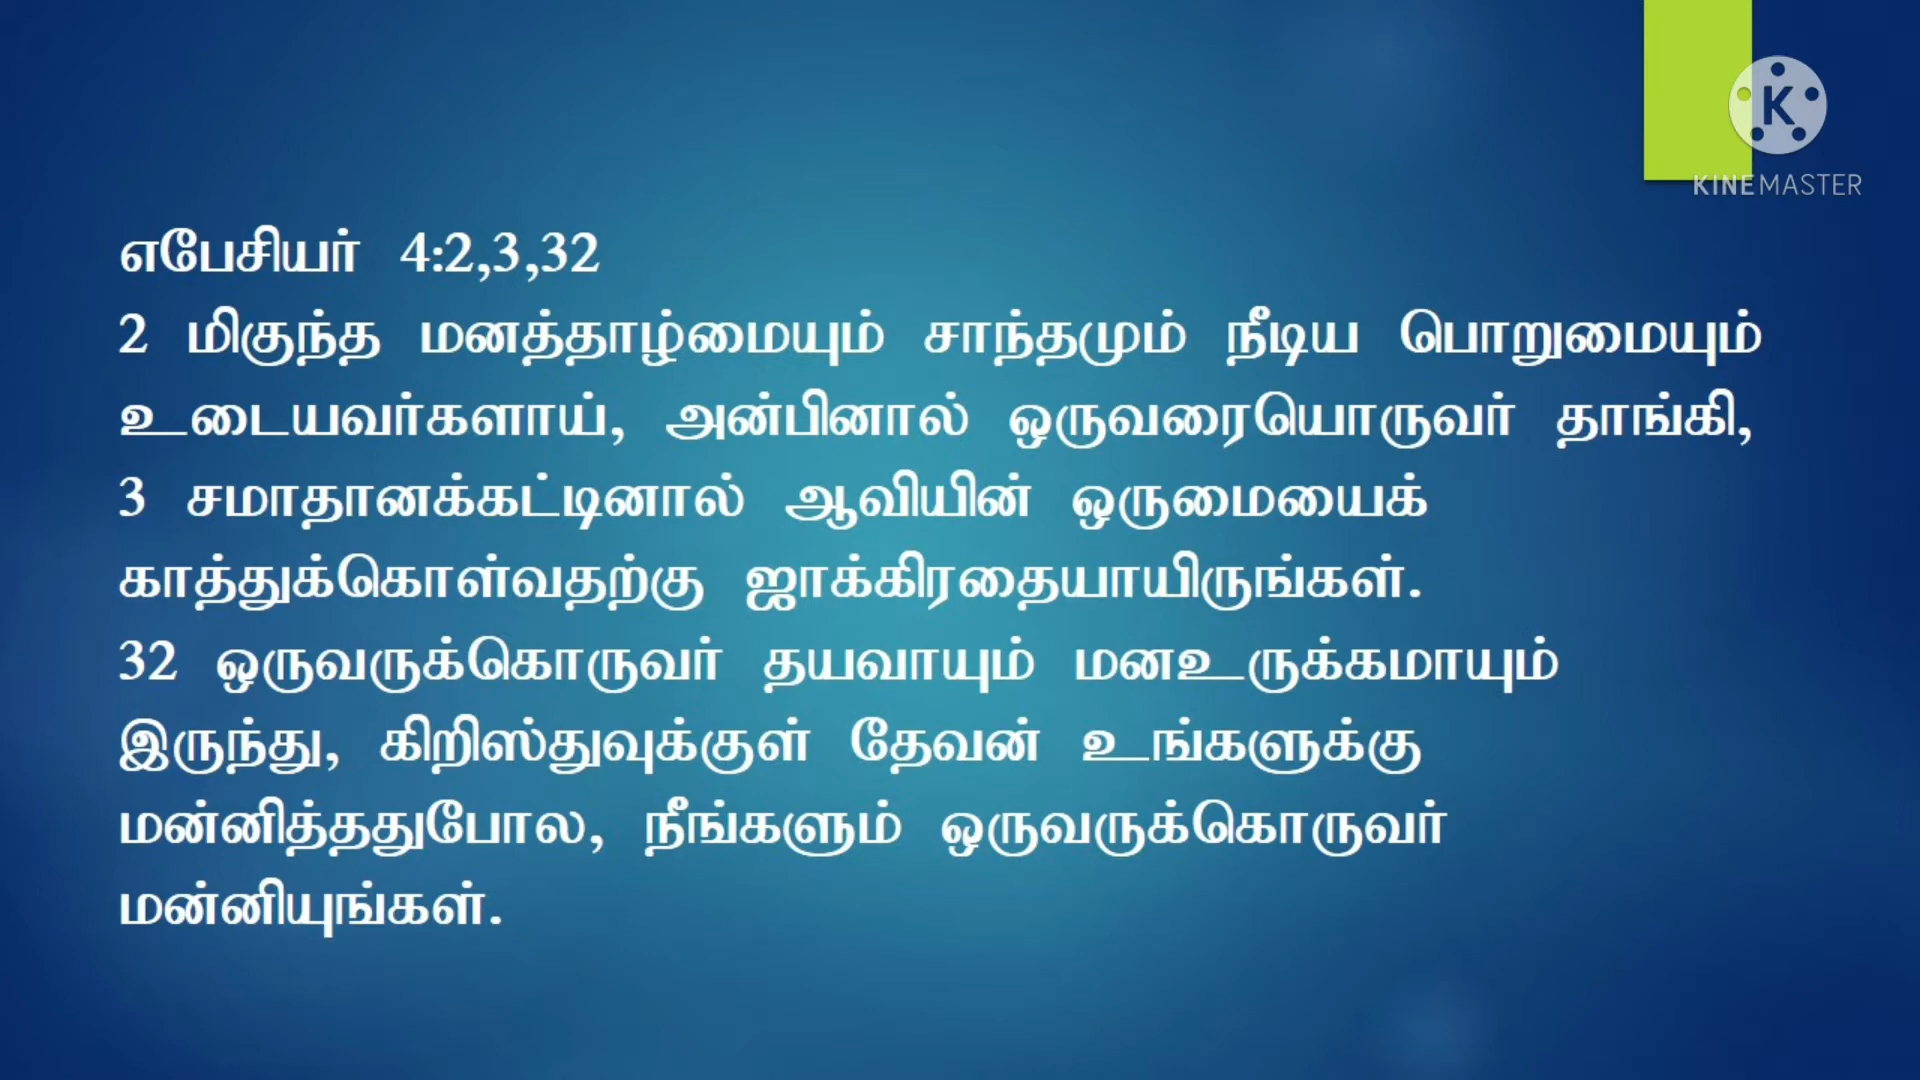 K
KINEMASTER
எபேசியர் 4:2,3,32
2 மிகுந்த மனத்தாழ்மையும் சாந்தமும் நீடிய பொறுமையும்
உடையவர்களாய், அன்பினால் ஒருவரையொருவர் தாங்கி,
3 சமாதானக்கட்டினால் ஆவியின் ஒருமையைக்
காத்துக்கொள்வதற்கு ஜாக்கிரதையாயிருங்கள்.
32 ஒருவருக்கொருவர் தயவாயும் மனஉருக்கமாயும்
இருந்து, கிறிஸ்துவுக்குள் தேவன் உங்களுக்கு
மன்னித்ததுபோல, நீங்களும் ஒருவருக்கொருவர்
மன்னியுங்கள்.